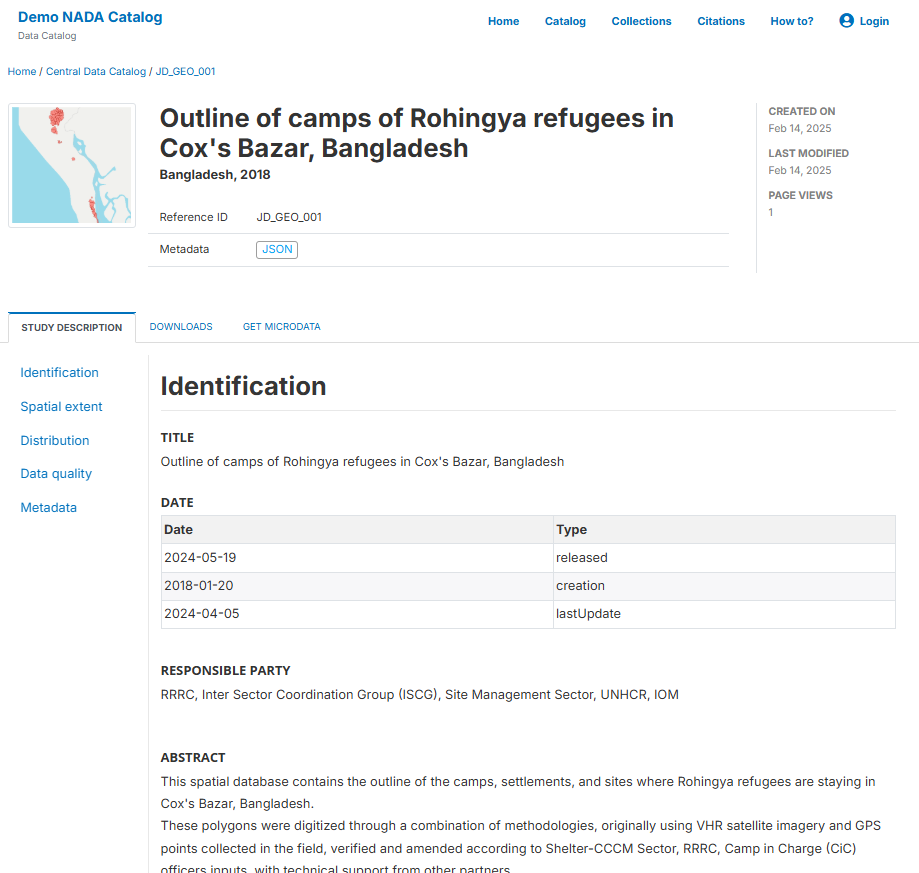 Demo NADA Catalog
Data Catalog
Home Catalog Collections Citations How to? Login
Home / Central Data Catalog / JD_GEO_001
Outline of camps of Rohingya refugees in
Cox's Bazar, Bangladesh
Bangladesh, 2018
Reference ID JD_GEO_001
Metadata JSON
CREATED ON
Feb 14, 2025
LAST MODIFIED
Feb 14, 2025
PAGE VIEWS
1
STUDY DESCRIPTION DOWNLOADS GET MICRODATA
Identification
Spatial extent
Distribution
Data quality
Metadata
Identification
TITLE
Outline of camps of Rohingya refugees in Cox's Bazar, Bangladesh
DATE
Date Type
2024-05-19 released
2018-01-20 creation
2024-04-05 lastUpdate
RESPONSIBLE PARTY
RRRC, Inter Sector Coordination Group (ISCG), Site Management Sector, UNHCR, IOM
ABSTRACT
This spatial database contains the outline of the camps, settlements, and sites where Rohingya refugees are staying in
Cox's Bazar, Bangladesh.
These polygons were digitized through a combination of methodologies, originally using VHR satellite imagery and GPS
points collected in the field, verified and amended according to Shelter-CCCM Sector, RRRC, Camp in Charge (CiC)
officers inputs, with technical support from other partners.